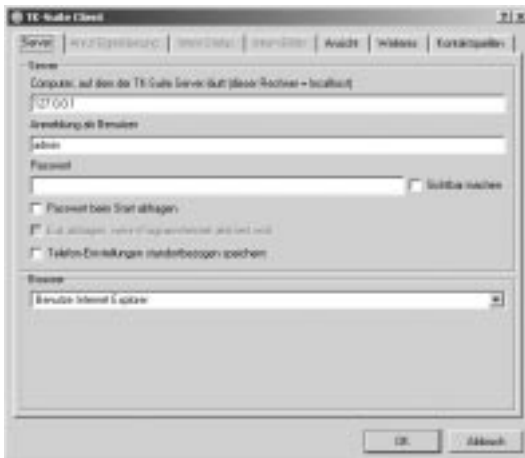 TK-Suite Client
Server Ansicht Weiteres Kontaktquellen
Server
Computer, auf dem der TK-Suite Server läuft (dieser Rechner = localhost)
127.0.0.1
Anmeldung als Benutzer
admin
Passwort
Sichtbar machen
Passwort beim Start abfragen
Telefon-Einstellungen standortbezogen speichern
Browser
Benutze Internet Explorer
OK Abbruch